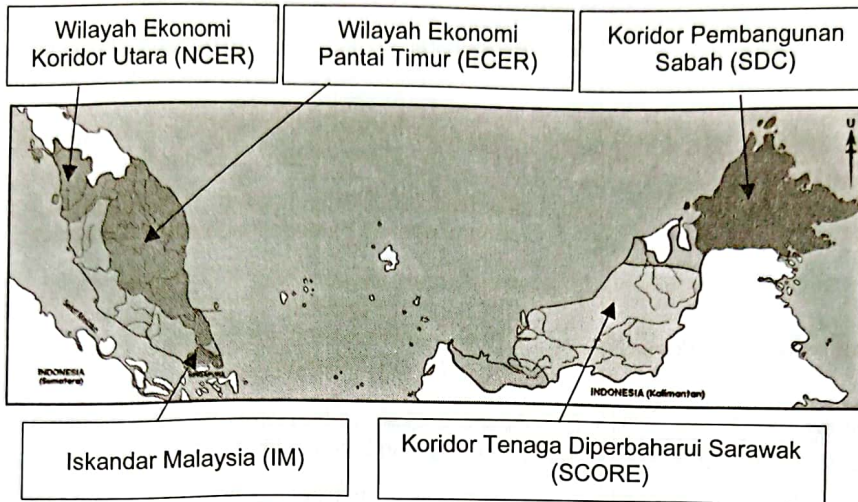 Wilayah Ekonomi
Koridor Utara (NCER)
Wilayah Ekonomi
Pantai Timur (ECER)
Koridor Pembangunan
Sabah (SDC)
U
INDONESIA
(Sumatera)
INDONESIA (Kalimantan)
Iskandar Malaysia (IM)
Koridor Tenaga Diperbaharui Sarawak
(SCORE)